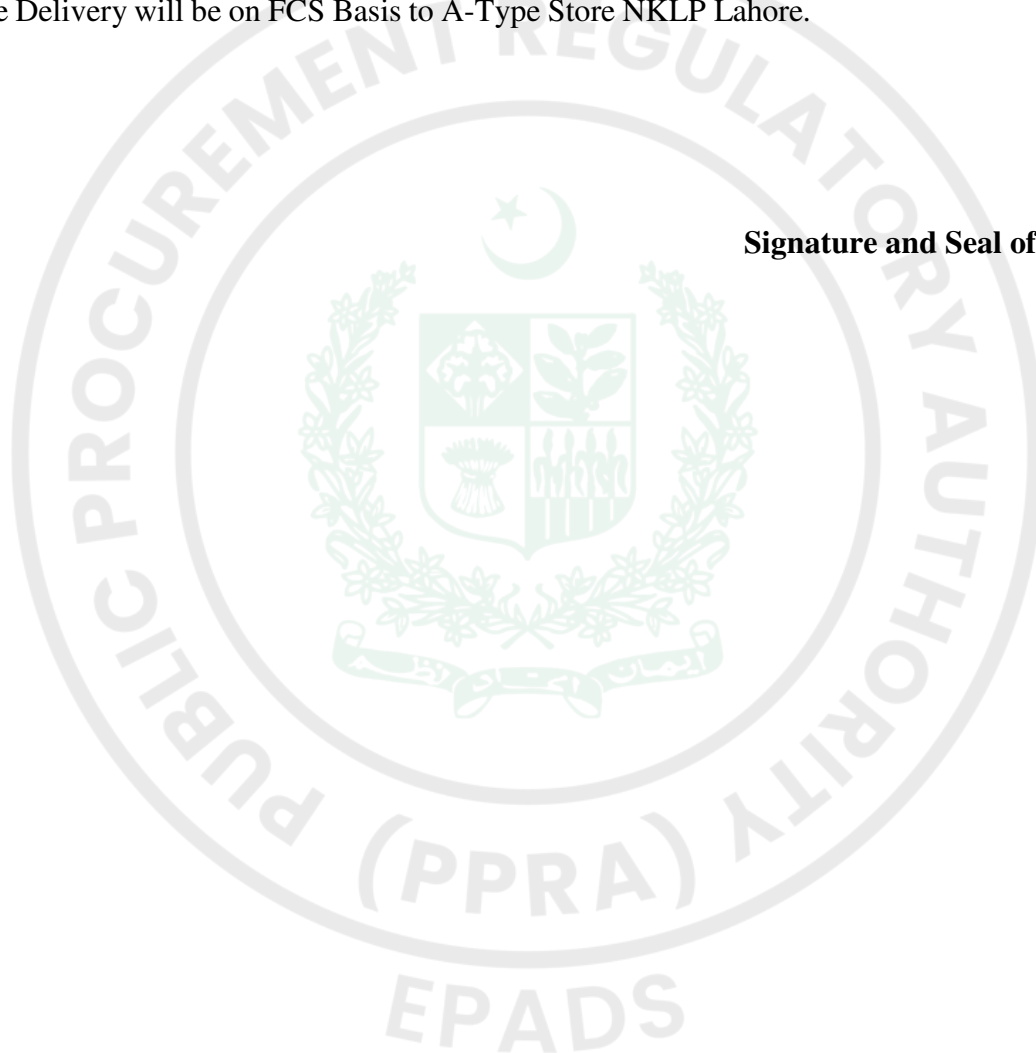 e Delivery will be on FCS Basis to A-Type Store NKLP Lahore.
Signature and Seal of
PUBLIC PROCUREMENT REGULATORY AUTHORITY
(PPRA)
EPADS